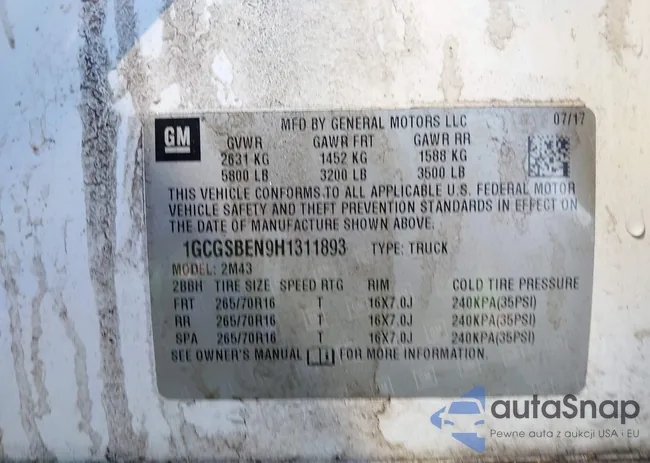 MFD BY GENERAL MOTORS LLC 07/17
GM GVWR GAWR FRT GAWR RR
2631 KG 1452 KG 1588 KG
5800 LB 3200 LB 3500 LB
THIS VEHICLE CONFORMS TO ALL APPLICABLE U.S. FEDERAL MOTOR
VEHICLE SAFETY AND THEFT PREVENTION STANDARDS IN EFFECT ON
THE DATE OF MANUFACTURE SHOWN ABOVE.
1GCGSBEN9H1311893 TYPE: TRUCK
MODEL: 2M43
2BBH TIRE SIZE SPEED RTG RIM COLD TIRE PRESSURE
FRT 265/70R16 T 16X7.0J 240KPA(35PSI)
RR 265/70R16 T 16X7.0J 240KPA(35PSI)
SPA 265/70R16 T 16X7.0J 240KPA(35PSI)
SEE OWNER'S MANUAL FOR MORE INFORMATION.
autaSnap
Pewne auta z aukcji USA - EU